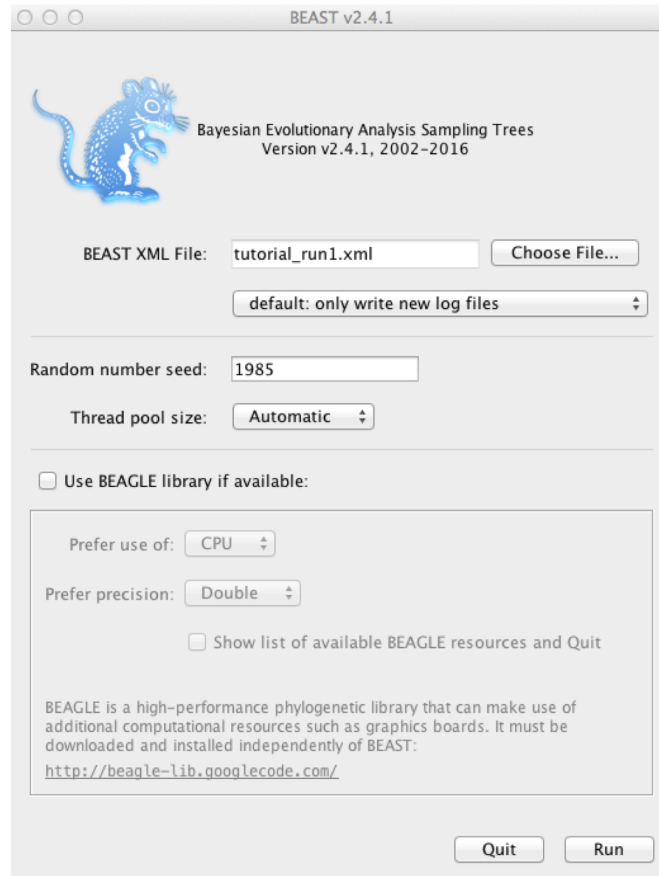 BEAST v2.4.1
Bayesian Evolutionary Analysis Sampling Trees
Version v2.4.1, 2002–2016
BEAST XML File: tutorial_run1.xml Choose File...
default: only write new log files
Random number seed: 1985
Thread pool size: Automatic
Use BEAGLE library if available:
Prefer use of: CPU
Prefer precision: Double
Show list of available BEAGLE resources and Quit
BEAGLE is a high-performance phylogenetic library that can make use of
additional computational resources such as graphics boards. It must be
downloaded and installed independently of BEAST:
http://beagle-lib.googlecode.com/
Quit Run